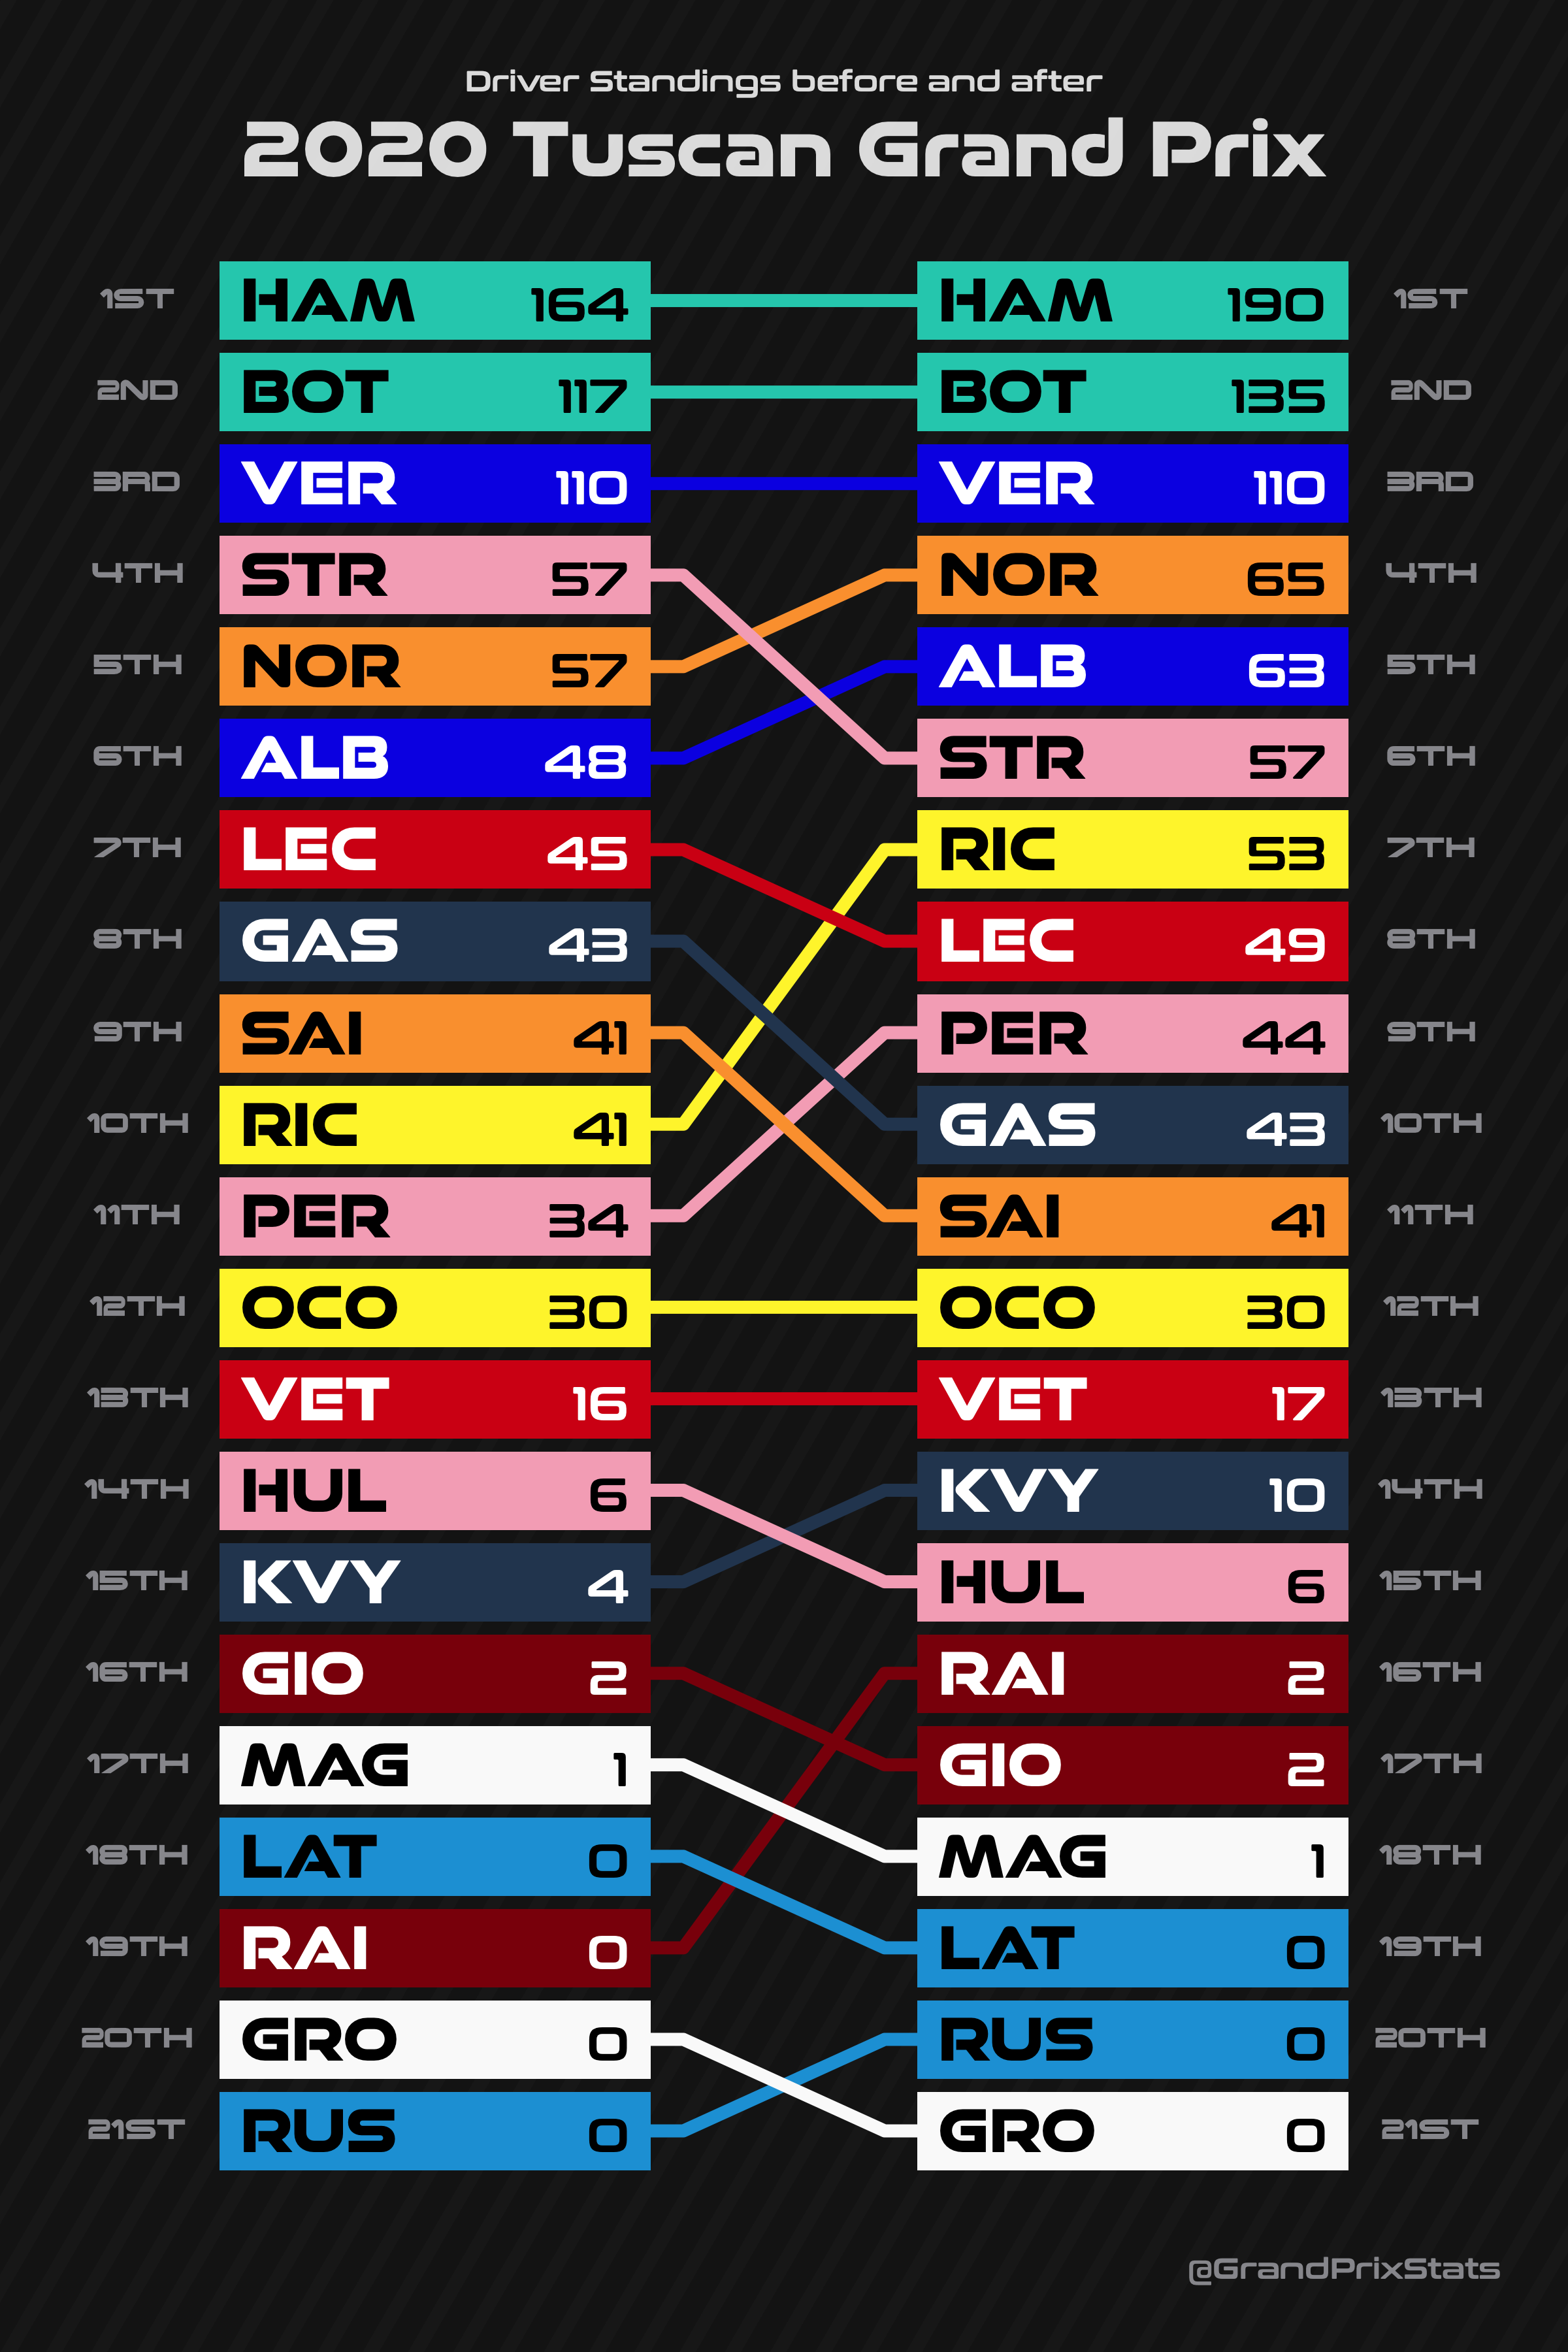 Driver Standings before and after
2020 Tuscan Grand Prix
1ST HAM 164 HAM 190 1ST
2ND BOT 117 BOT 135 2ND
3RD VER 110 VER 110 3RD
4TH STR 57 NOR 65 4TH
5TH NOR 57 ALB 63 5TH
6TH ALB 48 STR 57 6TH
7TH LEC 45 RIC 53 7TH
8TH GAS 43 LEC 49 8TH
9TH SAI 41 PER 44 9TH
10TH RIC 41 GAS 43 10TH
11TH PER 34 SAI 41 11TH
12TH OCO 30 OCO 30 12TH
13TH VET 16 VET 17 13TH
14TH HUL 6 KVY 10 14TH
15TH KVY 4 HUL 6 15TH
16TH GIO 2 RAI 2 16TH
17TH MAG 1 GIO 2 17TH
18TH LAT 0 MAG 1 18TH
19TH RAI 0 LAT 0 19TH
20TH GRO 0 RUS 0 20TH
21ST RUS 0 GRO 0 21ST
@GrandPrixStats